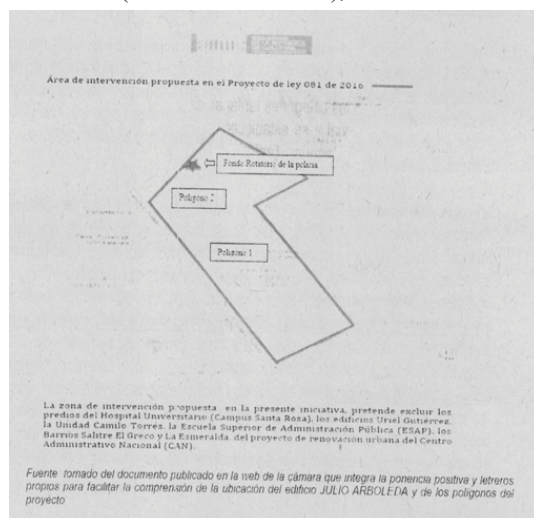 Área de intervención propuesta en el Proyecto de ley 081 de 2016
Fondo Rotatorio de la policía
Polígono 2
Polígono 1
La zona de intervención propuesta en la presente iniciativa, pretende excluir los
predios del Hospital Universitario (Campus Santa Rosa), los edificios Uriel Gutiérrez,
la Unidad Camilo Torres, la Escuela Superior de Administración Pública (ESAP), los
Barrios Salitre El Greco y La Esmeralda, del proyecto de renovación urbana del Centro
Administrativo Nacional (CAN).
Fuente tomado del documento publicado en la web de la cámara que integra la ponencia positiva y letreros
propios para facilitar la comprensión de la ubicación del edificio JULIO ARBOLEDA y de los polígonos del
proyecto